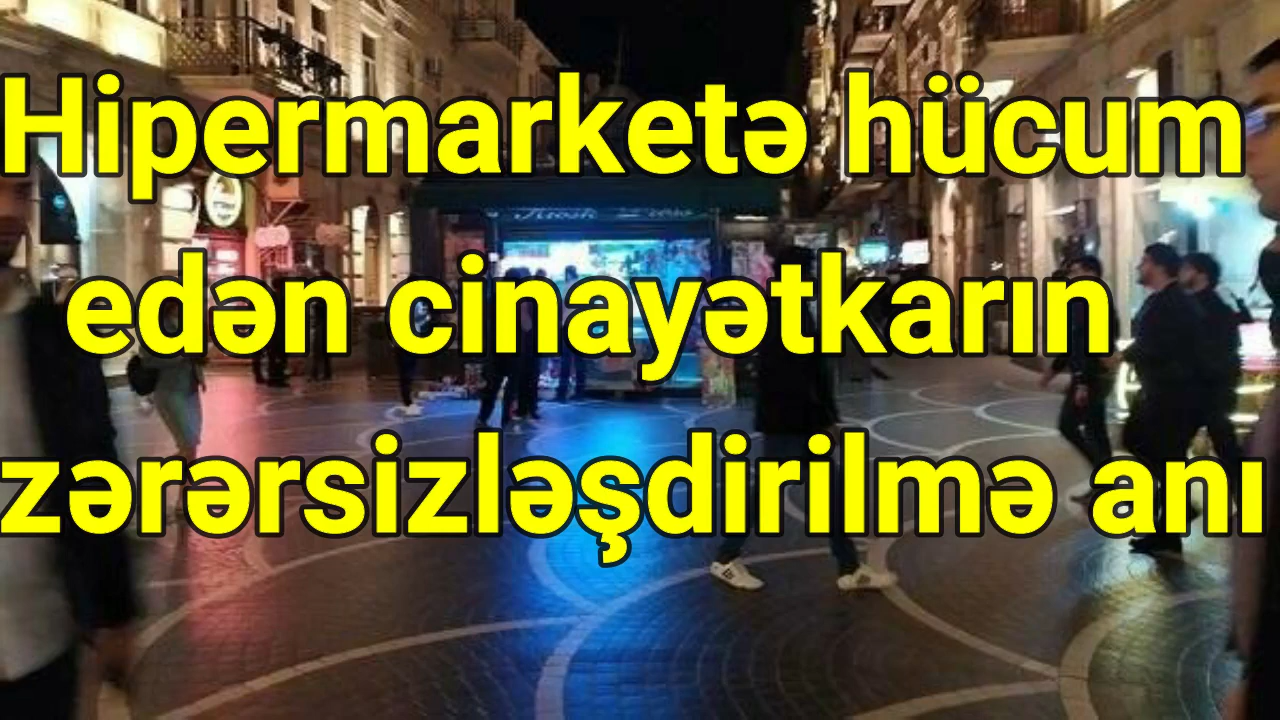 Hipermarketə hücum
edən cinayətkarın
zərərsizləşdirilmə anı